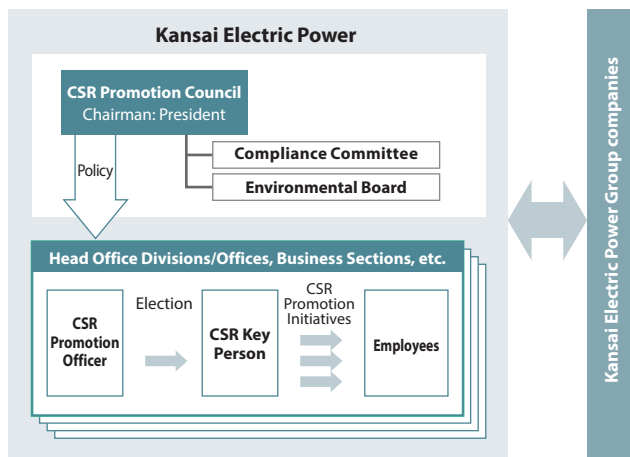 Kansai Electric Power
CSR Promotion Council
Chairman: President
Policy
Compliance Committee
Environmental Board
Head Office Divisions/Offices, Business Sections, etc.
CSR
Promotion
Officer
Election
CSR Key
Person
CSR
Promotion
Initiatives
Employees
Kansai Electric Power Group companies